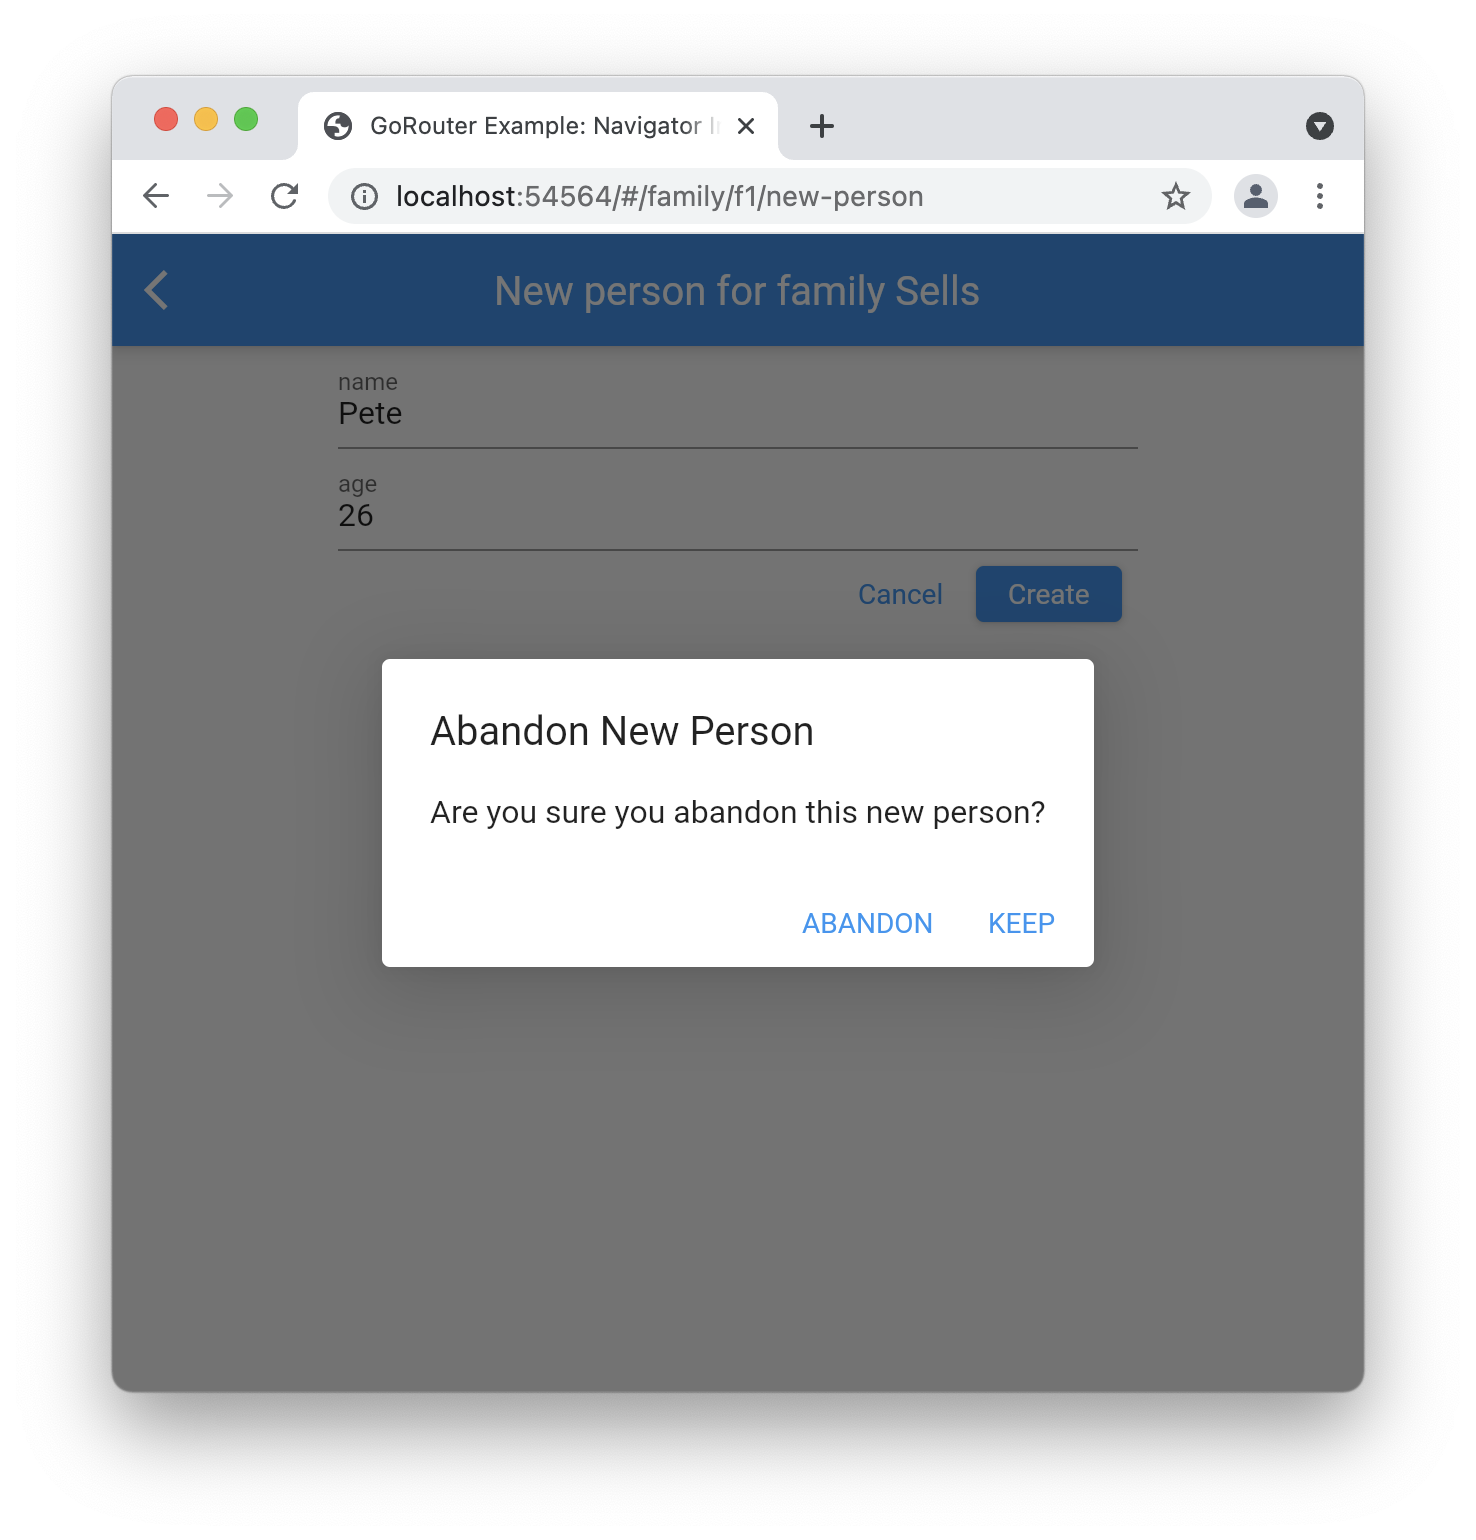 GoRouter Example: Navigator
localhost:54564/#/family/f1/new-person
New person for family Sells
name
Pete
age
26
Cancel Create
Abandon New Person
Are you sure you abandon this new person?
ABANDON KEEP